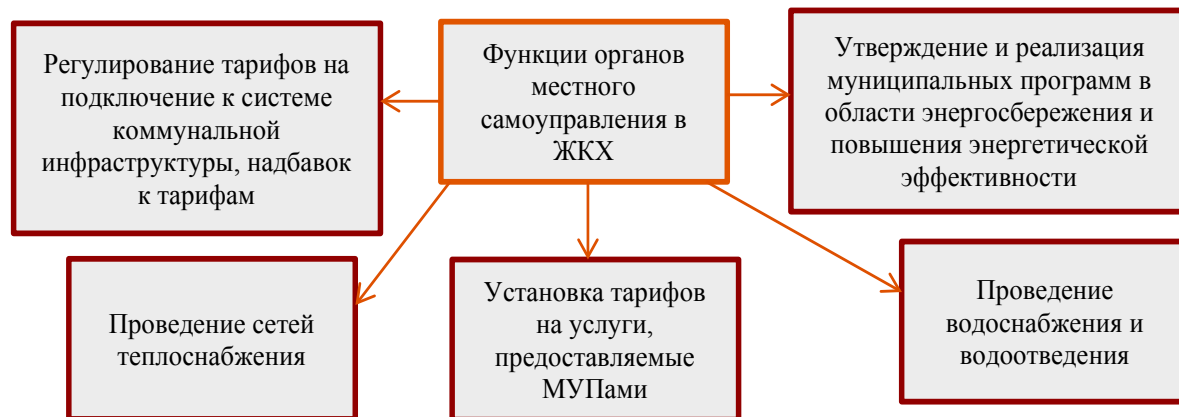 Регулирование тарифов на
подключение к системе
коммунальной
инфраструктуры, надбавок
к тарифам
Функции органов
местного
самоуправления в
ЖКХ
Утверждение и реализация
муниципальных программ в
области энергосбережения и
повышения энергетической
эффективности
Проведение сетей
теплоснабжения
Установка тарифов
на услуги,
предоставляемые
МУПами
Проведение
водоснабжения и
водоотведения